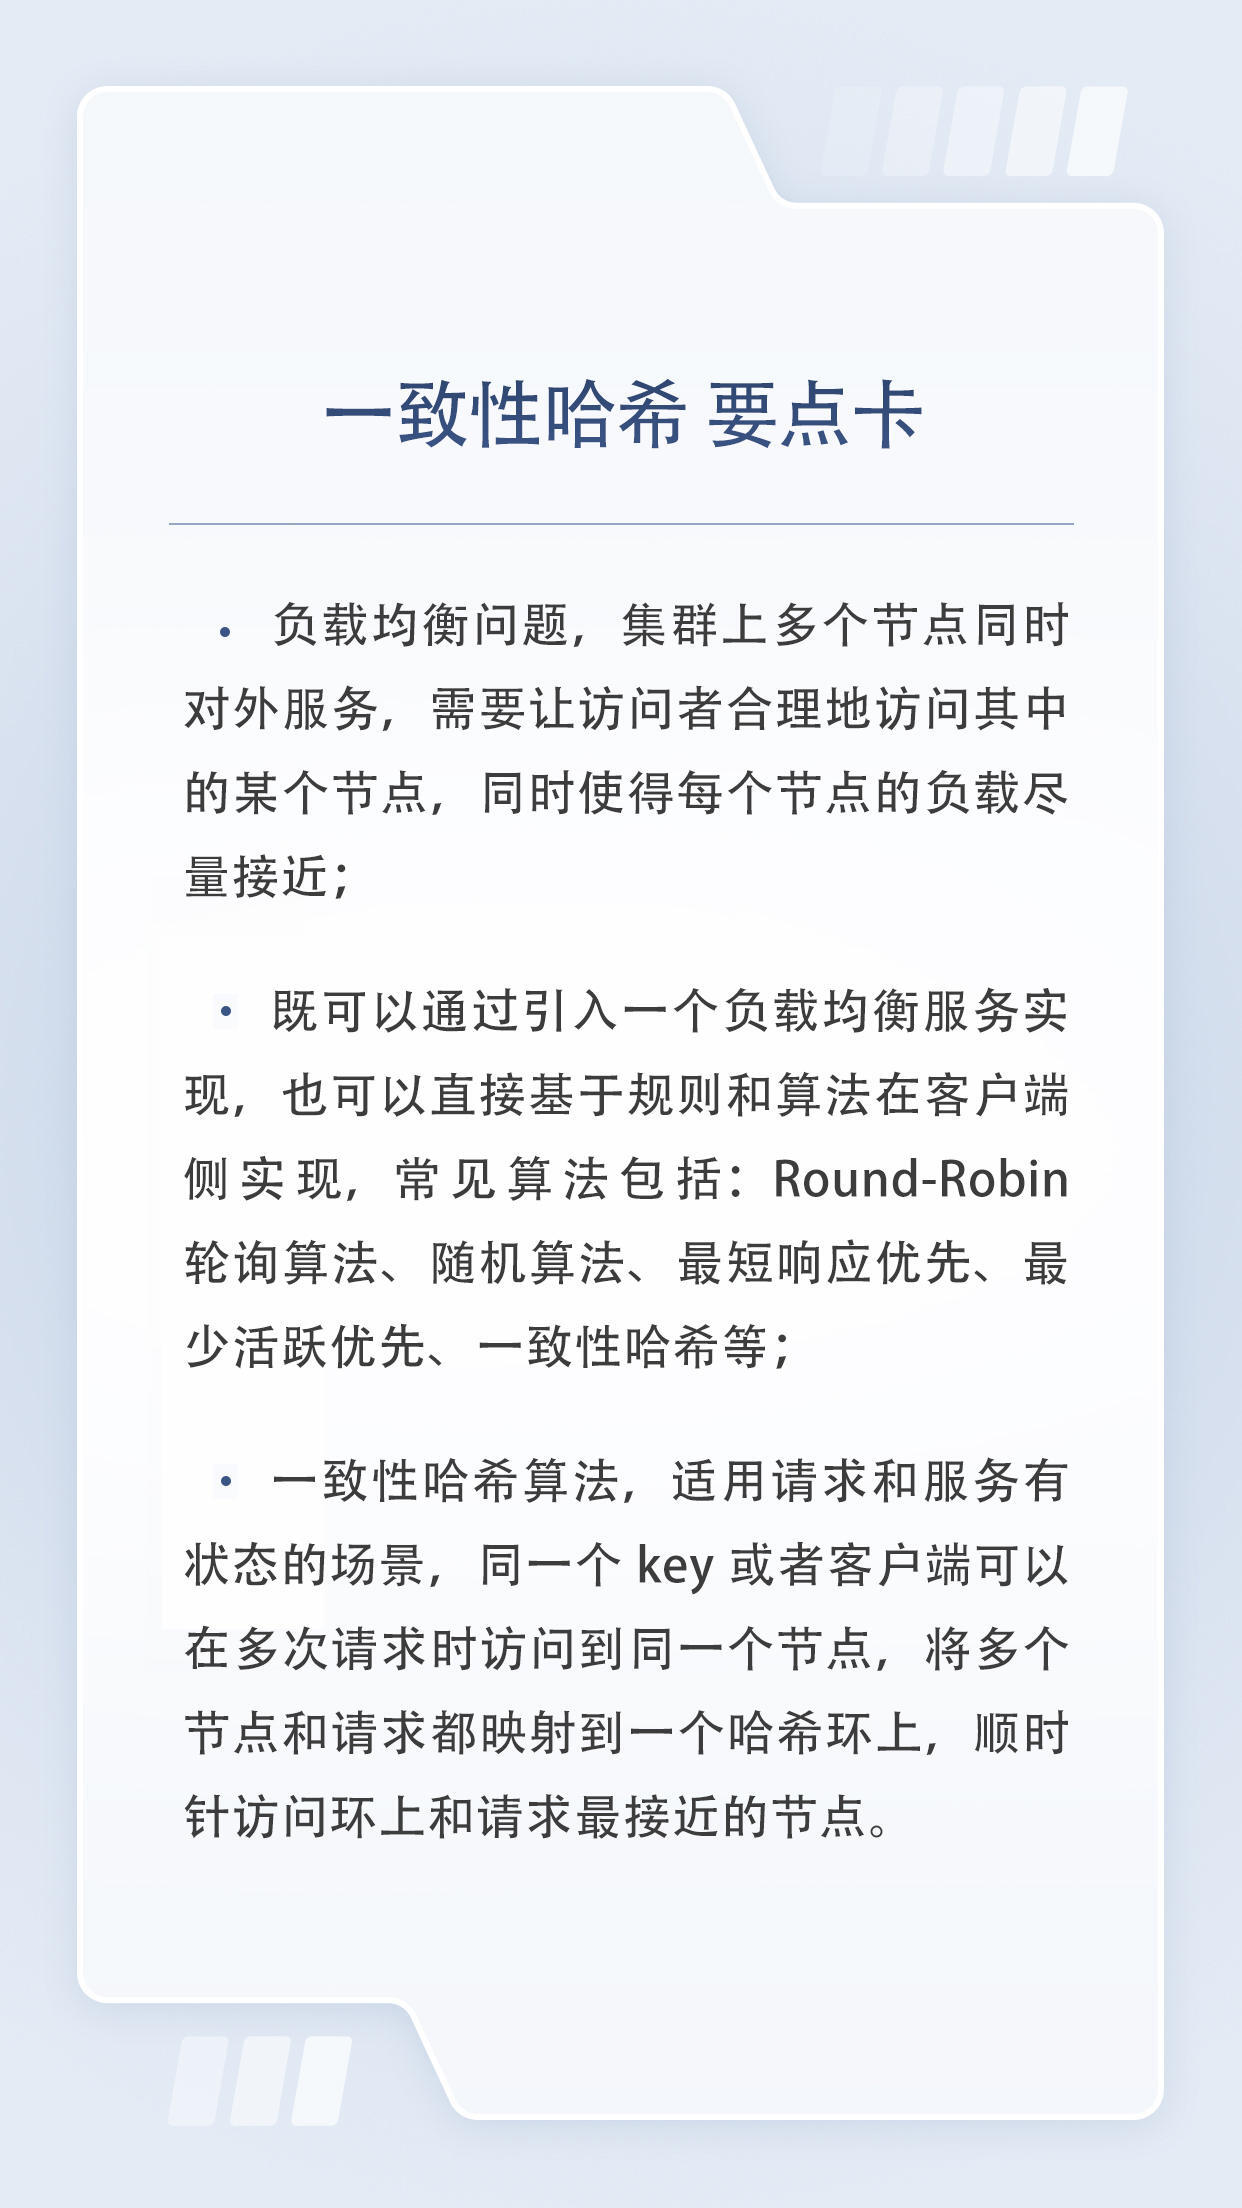 一致性哈希 要点卡
• 负载均衡问题，集群上多个节点同时
对外服务，需要让访问者合理地访问其中
的某个节点，同时使得每个节点的负载尽
量接近；
• 既可以通过引入一个负载均衡服务实
现，也可以直接基于规则和算法在客户端
侧实现，常见算法包括：Round-Robin
轮询算法、随机算法、最短响应优先、最
少活跃优先、一致性哈希等；
• 一致性哈希算法，适用请求和服务有
状态的场景，同一个 key 或者客户端可以
在多次请求时访问到同一个节点，将多个
节点和请求都映射到一个哈希环上，顺时
针访问环上和请求最接近的节点。